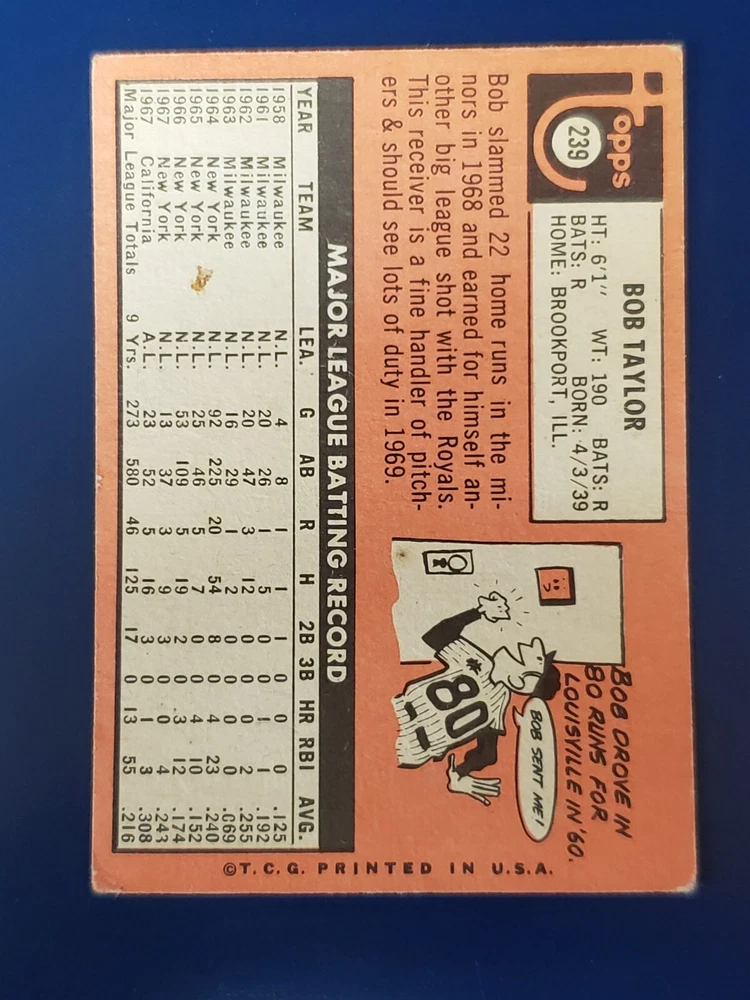 Topps
239
BOB TAYLOR
HT: 6'1" WT: 190 BATS: R
BATS: R BORN: 4/3/39
HOME: BROOKPORT, ILL.
Bob slammed 22 home runs in the mi-
nors in 1968 and earned for himself an-
other big league shot with the Royals.
This receiver is a fine handler of pitch-
ers & should see lots of duty in 1969.
BOB DROVE IN
80 RUNS FOR
LOUISVILLE IN '60.
BOB SENT ME!
80
MAJOR LEAGUE BATTING RECORD
YEAR TEAM LEA. G AB R H 2B 3B HR RBI AVG.
1958 Milwaukee N.L. 4 8 1 1 1 0 0 0 .125
1961 Milwaukee N.L. 20 26 1 5 0 0 1 1 .192
1962 Milwaukee N.L. 20 47 3 12 0 0 0 2 .255
1963 Milwaukee N.L. 16 29 1 2 0 0 0 0 .069
1964 New York N.L. 92 225 20 54 8 0 4 23 .240
1965 New York N.L. 25 46 5 7 0 0 4 10 .152
1966 New York N.L. 53 109 5 19 2 0 3 12 .174
1967 New York N.L. 13 37 3 9 3 0 0 4 .243
1967 California A.L. 23 52 5 16 3 0 1 3 .308
Major League Totals 9 Yrs. 273 580 46 125 17 0 13 55 .216
©T.C.G. PRINTED IN U.S.A.